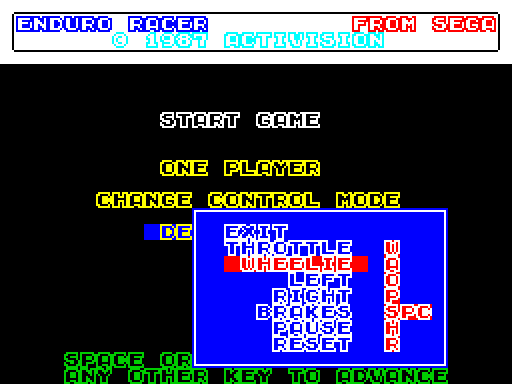 ENDURO RACER FROM SEGA
© 1987 ACTIVISION
START GAME
ONE PLAYER
CHANGE CONTROL MODE
DE
EXIT
THROTTLE W
WHEELIE A
LEFT O
RIGHT P
BRAKES SPC
PAUSE H
RESET R
SPACE OR
ANY OTHER KEY TO ADVANCE